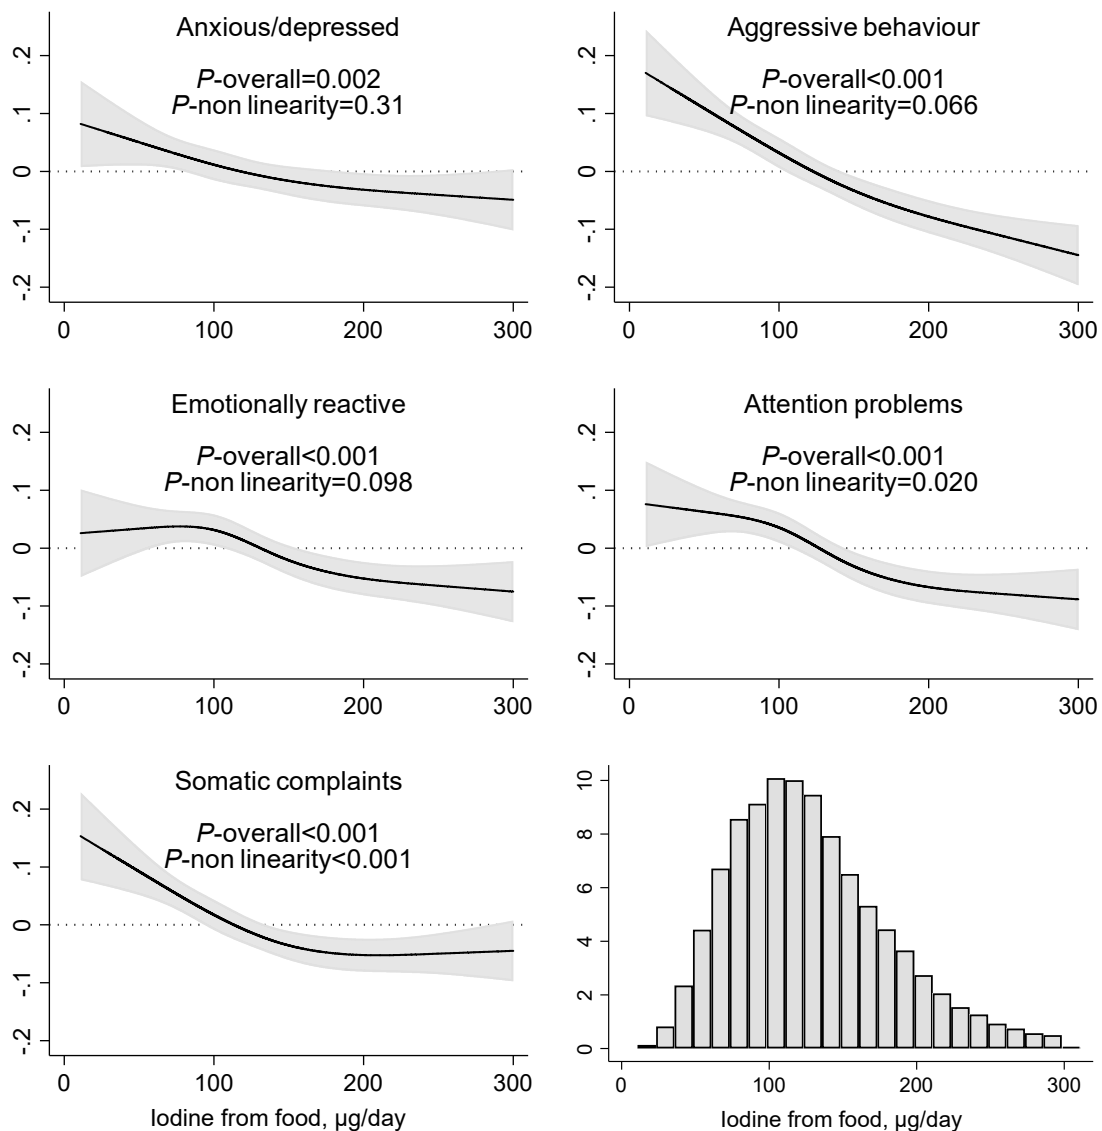 Anxious/depressed
P-overall=0.002
P-non linearity=0.31
.2
.1
0
-.1
-.2
0 100 200 300
Aggressive behaviour
P-overall<0.001
P-non linearity=0.066
.2
.1
0
-.1
-.2
0 100 200 300
Emotionally reactive
P-overall<0.001
P-non linearity=0.098
.2
.1
0
-.1
-.2
0 100 200 300
Attention problems
P-overall<0.001
P-non linearity=0.020
.2
.1
0
-.1
-.2
0 100 200 300
Somatic complaints
P-overall<0.001
P-non linearity<0.001
.2
.1
0
-.1
-.2
0 100 200 300
Iodine from food, µg/day
10
8
6
4
2
0
0 100 200 300
Iodine from food, µg/day